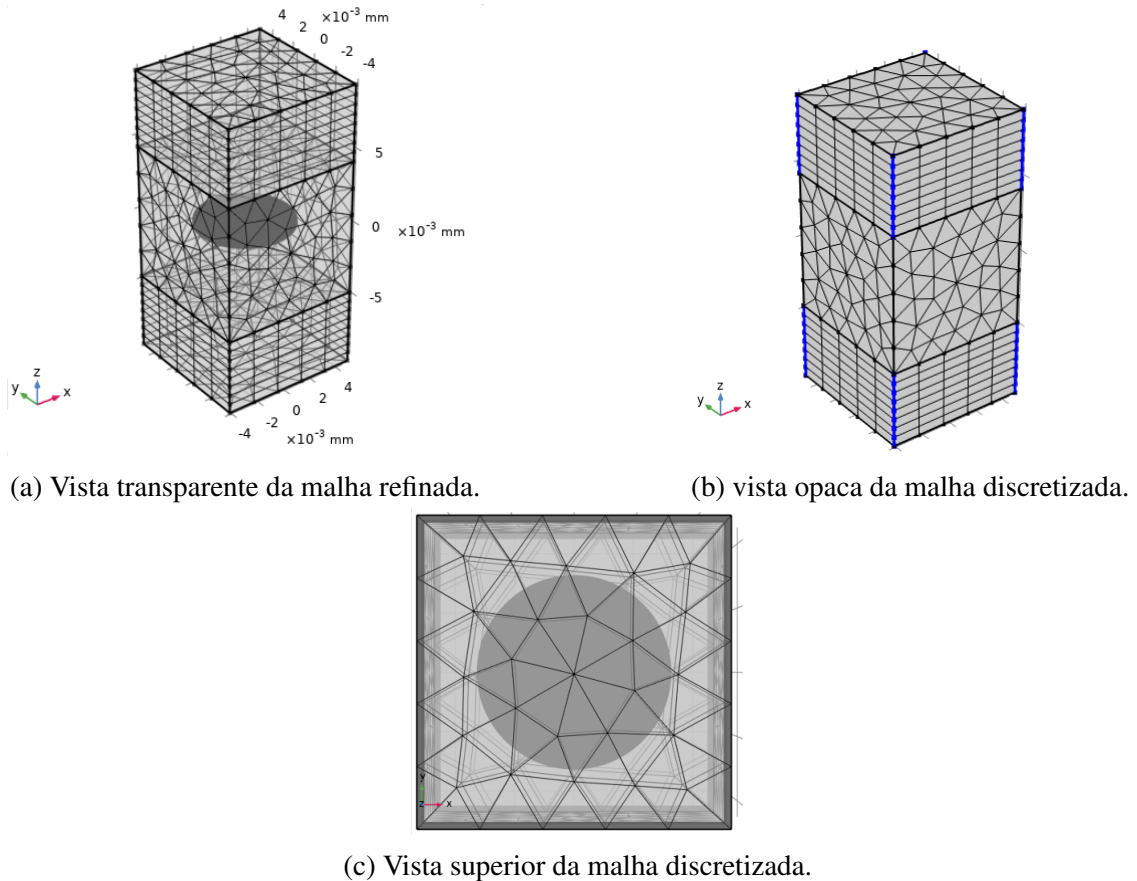 4 ×10⁻³ mm
2
0
-2
-4
5
0 ×10⁻³ mm
-5
z
y x
4
2
0
-2
-4 ×10⁻³ mm
z
y x
(a) Vista transparente da malha refinada.
(b) vista opaca da malha discretizada.
y
z x
(c) Vista superior da malha discretizada.